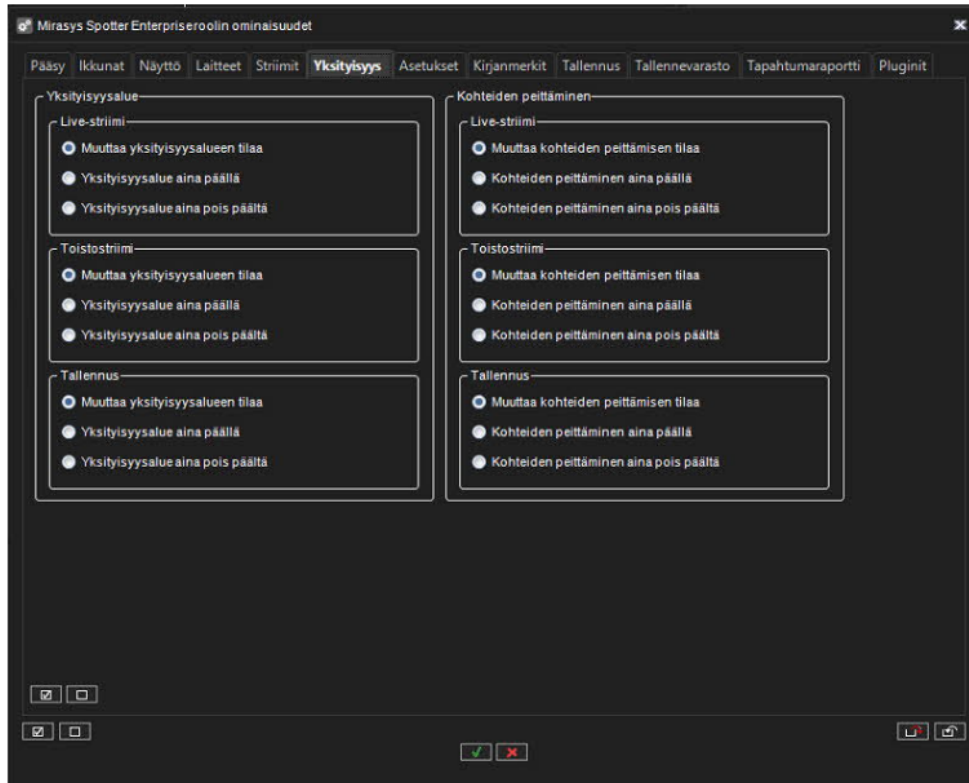 Mirasys Spotter Enterpriseroolin ominaisuudet
Pääsy Ikkunat Näyttö Laitteet Striimit Yksityisyys Asetukset Kirjanmerkit Tallennus Tallennevarasto Tapahtumaraportti Pluginit
Yksityisyysalue
Live-striimi
Muuttaa yksityisyysalueen tilaa
Yksityisyysalue aina päällä
Yksityisyysalue aina pois päältä
Toistostriimi
Muuttaa yksityisyysalueen tilaa
Yksityisyysalue aina päällä
Yksityisyysalue aina pois päältä
Tallennus
Muuttaa yksityisyysalueen tilaa
Yksityisyysalue aina päällä
Yksityisyysalue aina pois päältä
Kohteiden peittäminen
Live-striimi
Muuttaa kohteiden peittämisen tilaa
Kohteiden peittäminen aina päällä
Kohteiden peittäminen aina pois päältä
Toistostriimi
Muuttaa kohteiden peittämisen tilaa
Kohteiden peittäminen aina päällä
Kohteiden peittäminen aina pois päältä
Tallennus
Muuttaa kohteiden peittämisen tilaa
Kohteiden peittäminen aina päällä
Kohteiden peittäminen aina pois päältä